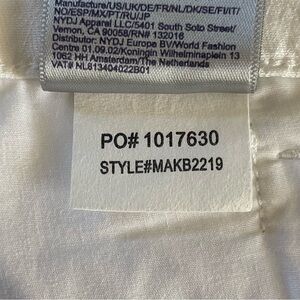 Manufacture/US/UK/DE/FR/NL/DK/SE/FI/IT/
NO/ESP/MX/PT/RU/JP
NYDJ Apparel LLC/5401 South Soto Street/
Vernon, CA 90058/RN# 132016
Distributor: NYDJ Europe BV/World Fashion
Centre 01.09.02/Koningin Wilhelminaplein 13
1062 HH Amsterdam/The Netherlands
VAT# NL813404022B01
PO# 1017630
STYLE#MAKB2219